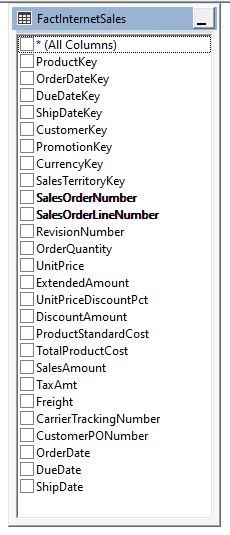 FactInternetSales
* (All Columns)
ProductKey
OrderDateKey
DueDateKey
ShipDateKey
CustomerKey
PromotionKey
CurrencyKey
SalesTerritoryKey
SalesOrderNumber
SalesOrderLineNumber
RevisionNumber
OrderQuantity
UnitPrice
ExtendedAmount
UnitPriceDiscountPct
DiscountAmount
ProductStandardCost
TotalProductCost
SalesAmount
TaxAmt
Freight
CarrierTrackingNumber
CustomerPONumber
OrderDate
DueDate
ShipDate